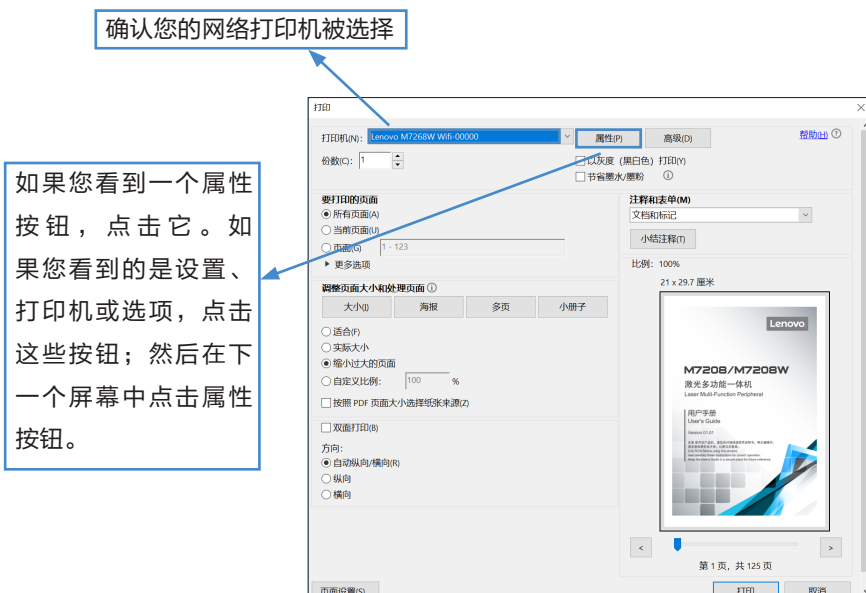 确认您的网络打印机被选择
如果您看到一个属性
按钮，点击它。如
果您看到的是设置、
打印机或选项，点击
这些按钮；然后在下
一个屏幕中点击属性
按钮。
打印
打印机(N): Lenovo M7268W Wifi-00000 属性(P) 高级(D) 帮助(H)
份数(C): 1 以灰度（黑白色）打印(Y)
节省墨水/墨粉
要打印的页面
所有页面(A)
当前页面(U)
页面(G) 1 - 123
更多选项
调整页面大小和处理页面
大小(I) 海报 多页 小册子
适合(F)
实际大小
缩小过大的页面
自定义比例: 100 %
按照 PDF 页面大小选择纸张来源(Z)
双面打印(B)
方向:
自动纵向/横向(R)
纵向
横向
注释和表单(M)
文档和标记
小结注释(T)
比例: 100%
21 x 29.7 厘米
Lenovo
M7208/M7208W
激光多功能一体机
Laser Multi-Function Peripheral
用户手册
User's Guide
Version 01.01
< >
第 1 页，共 125 页
页面设置(S) 打印 取消